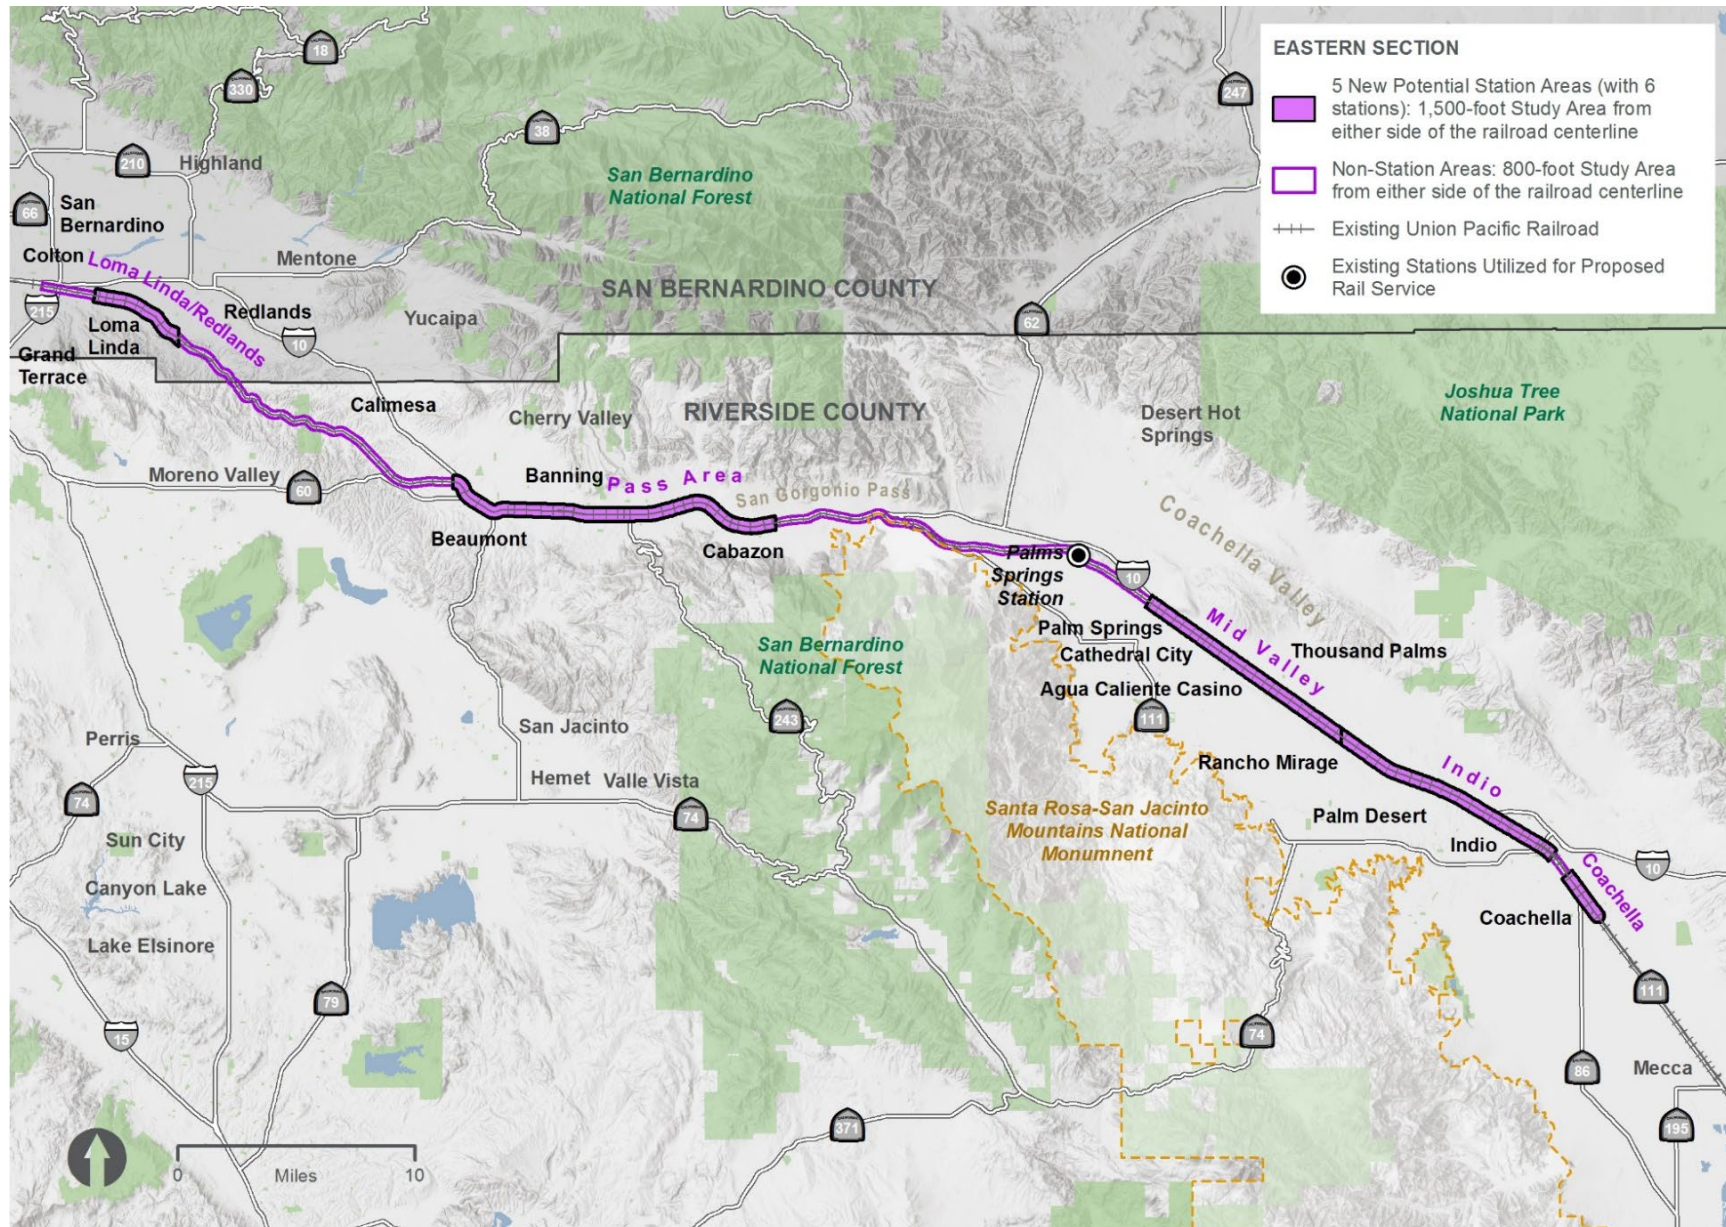 EASTERN SECTION
5 New Potential Station Areas (with 6
stations): 1,500-foot Study Area from
either side of the railroad centerline
Non-Station Areas: 800-foot Study Area
from either side of the railroad centerline
Existing Union Pacific Railroad
Existing Stations Utilized for Proposed
Rail Service
18
330
38
247
210
Highland
San Bernardino
National Forest
66
San
Bernardino
Colton
Loma Linda/Redlands
Mentone
SAN BERNARDINO COUNTY
215
Loma
Linda
Redlands
Yucaipa
10
62
Grand
Terrace
Calimesa
Cherry Valley
RIVERSIDE COUNTY
Desert Hot
Springs
Joshua Tree
National Park
Moreno Valley
60
Banning
Pass Area
San Gorgonio Pass
Coachella Valley
Beaumont
Cabazon
Palms
Springs
Station
10
Palm Springs
Cathedral City
Mid Valley
Thousand Palms
San Bernardino
National Forest
Agua Caliente Casino
243
111
San Jacinto
Perris
Rancho Mirage
Indio
215
Hemet
Valle Vista
74
74
Santa Rosa-San Jacinto
Mountains National
Monumnent
Palm Desert
Sun City
Indio
10
Coachella
Canyon Lake
Coachella
Lake Elsinore
79
111
15
74
86
Mecca
371
195
0
Miles
10
CALIFORNIA